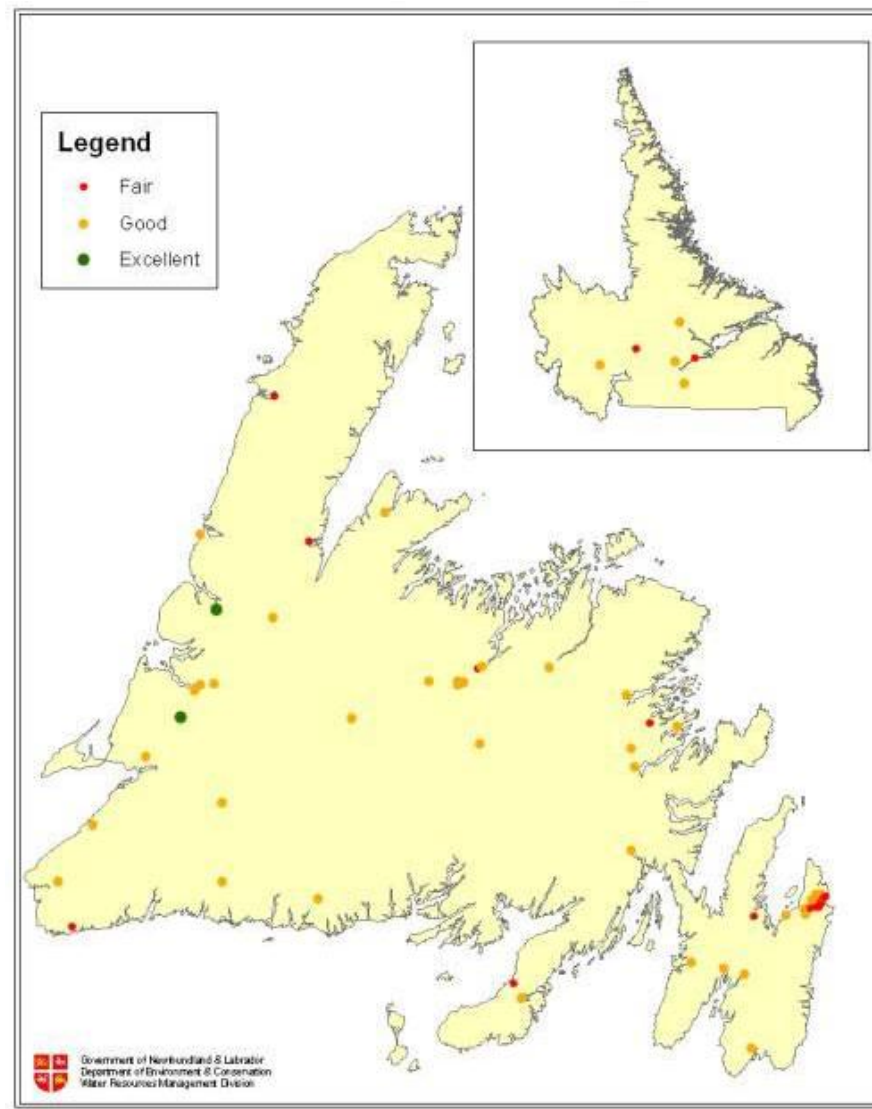 Legend
Fair
Good
Excellent
Government of Newfoundland & Labrador
Department of Environment & Conservation
Water Resources Management Division